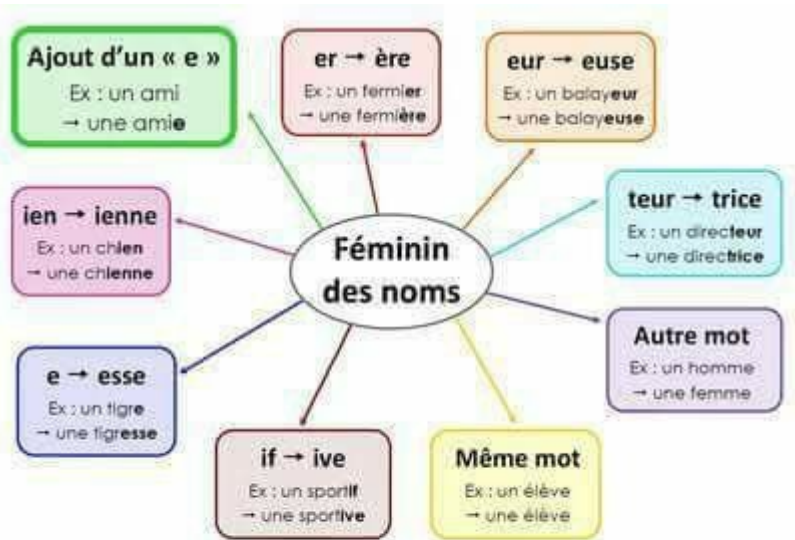 Ajout d'un « e »
Ex : un ami
→ une amie
er → ère
Ex : un fermier
→ une fermière
eur → euse
Ex : un balayeur
→ une balayeuse
ien → ienne
Ex : un chien
→ une chienne
Féminin
des noms
teur → trice
Ex : un directeur
→ une directrice
e → esse
Ex : un tigre
→ une tigresse
Autre mot
Ex : un homme
→ une femme
if → ive
Ex : un sportif
→ une sportive
Même mot
Ex : un élève
→ une élève